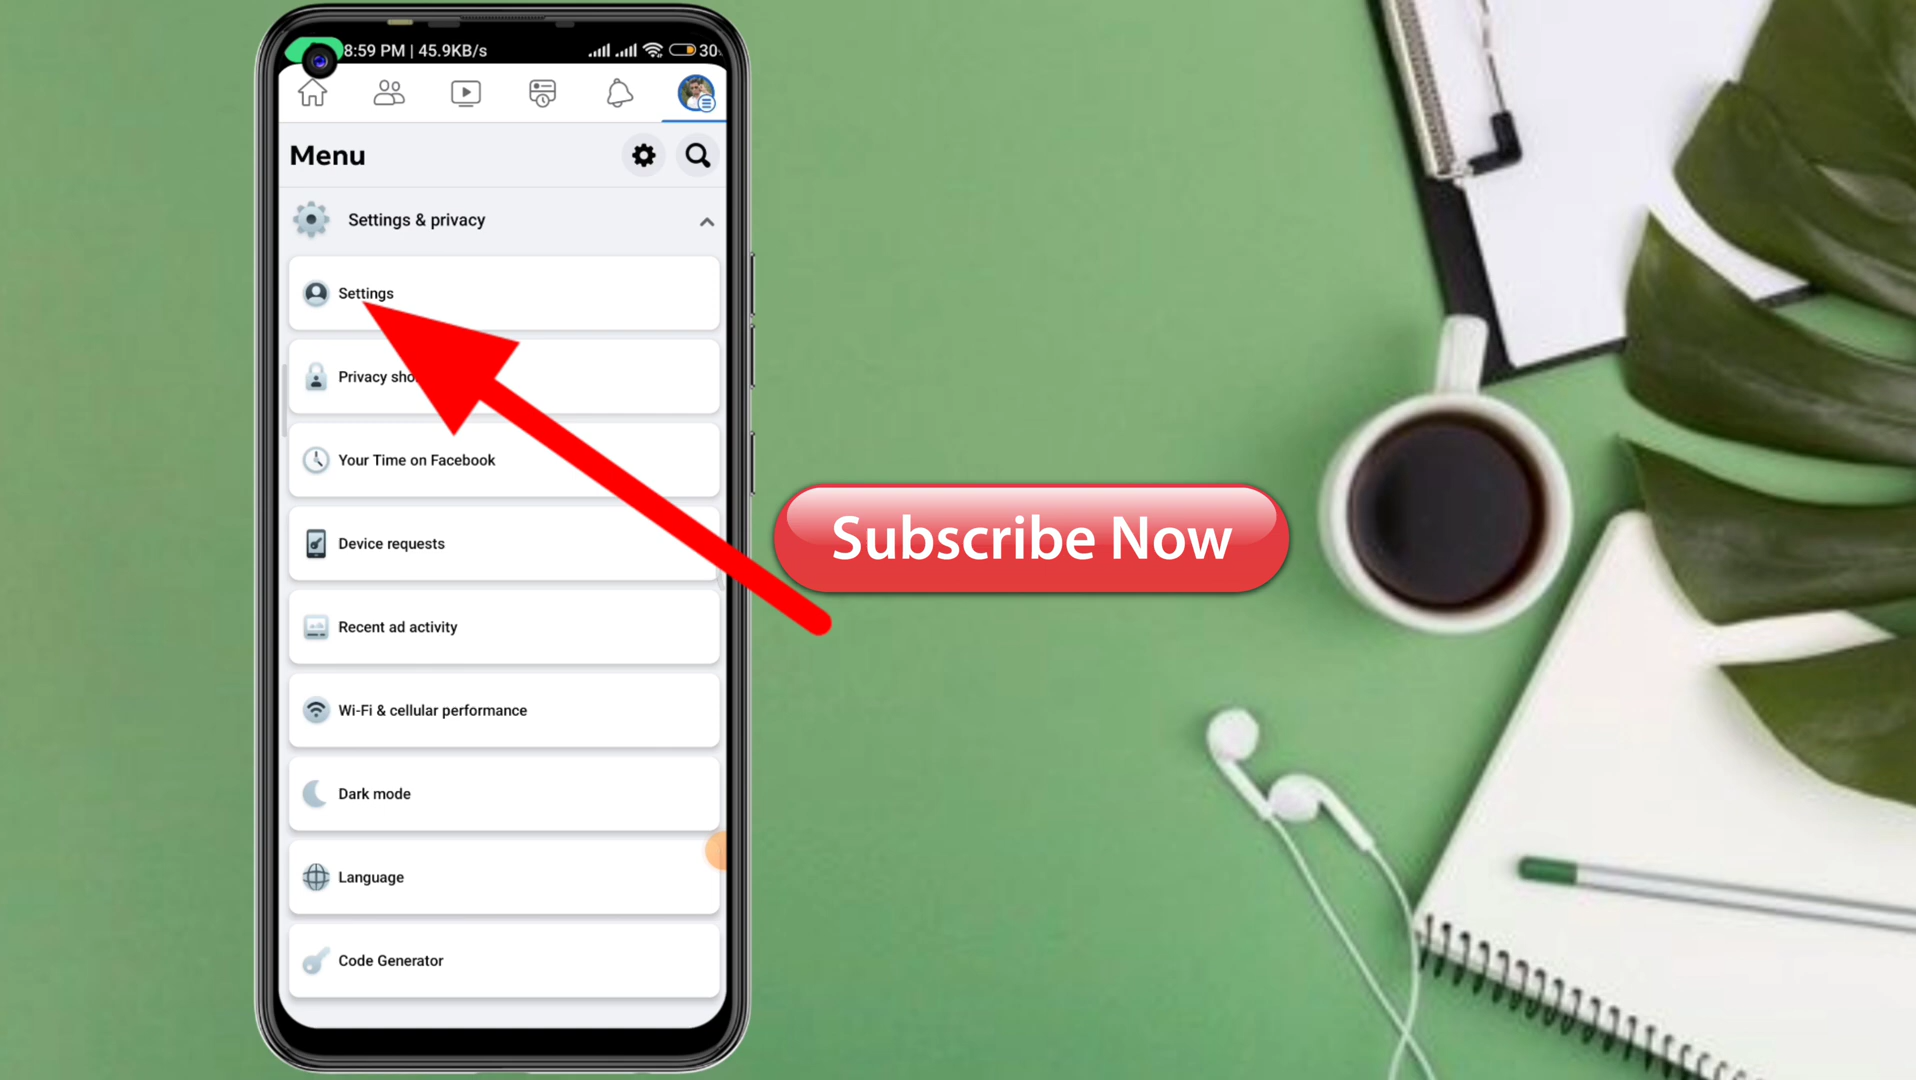 8:59 PM | 45.9KB/s
30
Menu
Settings & privacy
Settings
Privacy sho
Your Time on Facebook
Device requests
Subscribe Now
Recent ad activity
Wi-Fi & cellular performance
Dark mode
Language
Code Generator